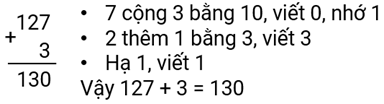 127
+
3
130
• 7 cộng 3 bằng 10, viết 0, nhớ 1
• 2 thêm 1 bằng 3, viết 3
• Hạ 1, viết 1
Vậy 127 + 3 = 130